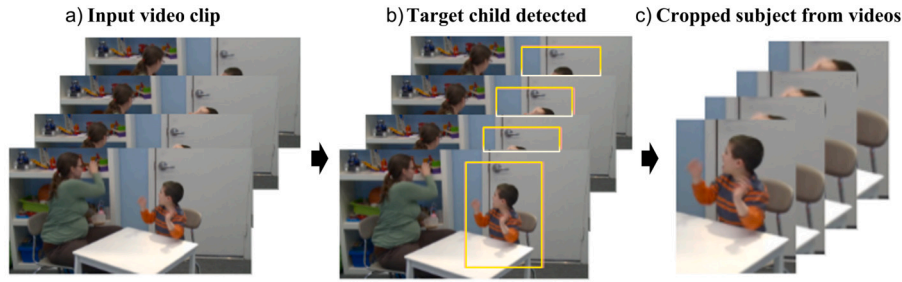 a) Input video clip
b) Target child detected
c) Cropped subject from videos